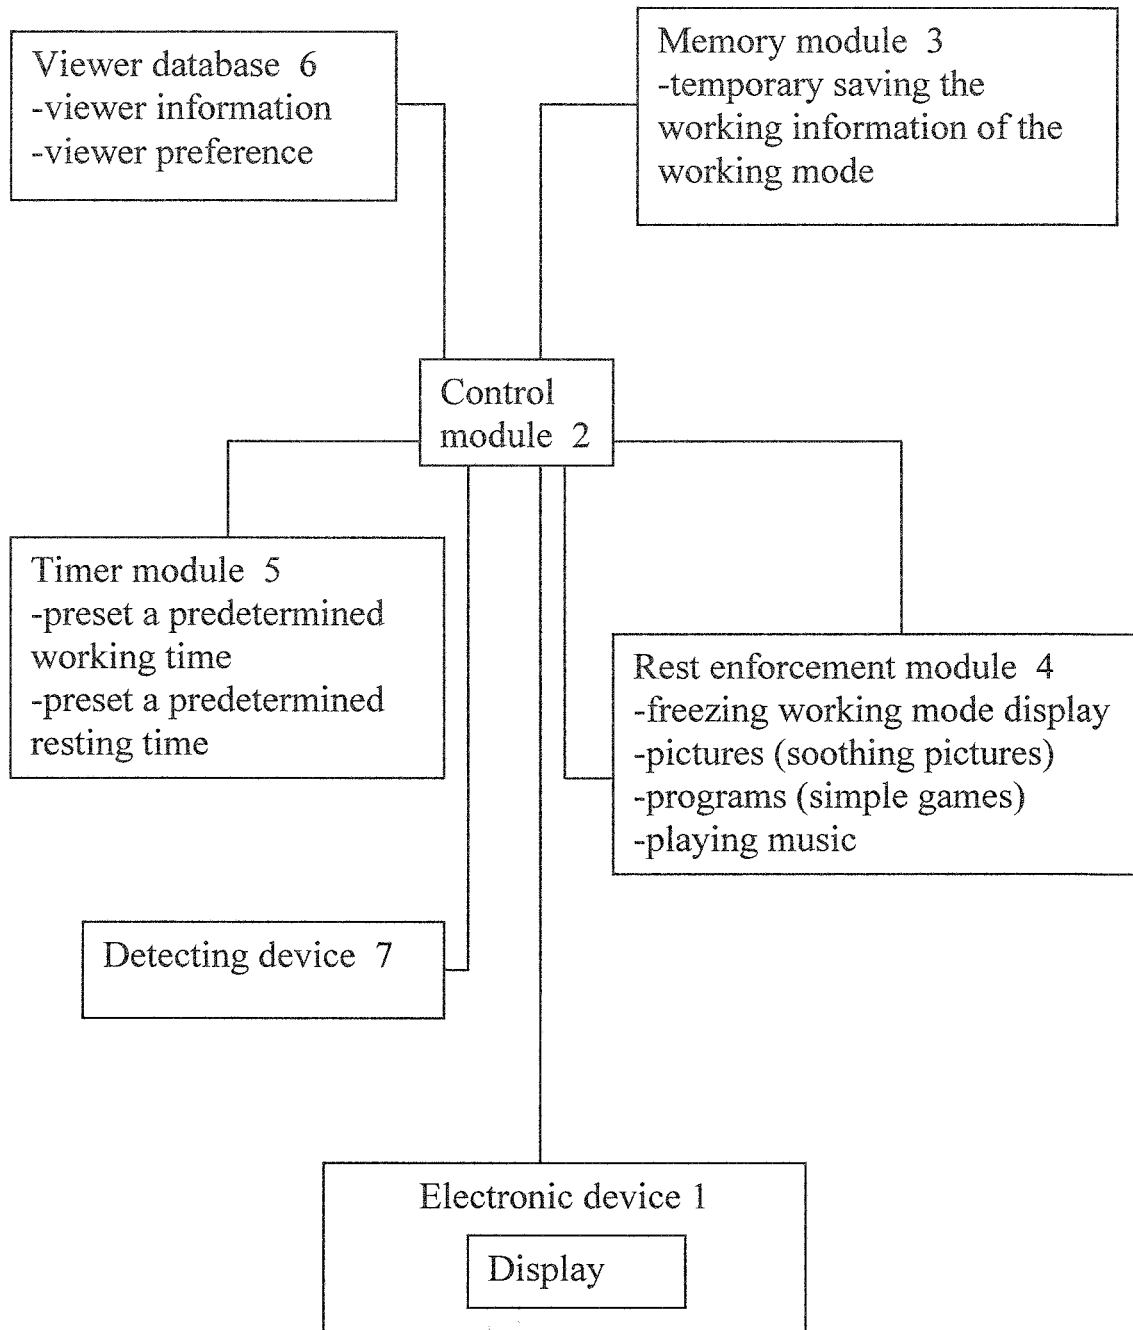 Viewer database 6
-viewer information
-viewer preference
Memory module 3
-temporary saving the
working information of the
working mode
Control
module 2
Timer module 5
-preset a predetermined
working time
-preset a predetermined
resting time
Rest enforcement module 4
-freezing working mode display
-pictures (soothing pictures)
-programs (simple games)
-playing music
Detecting device 7
Electronic device 1
Display